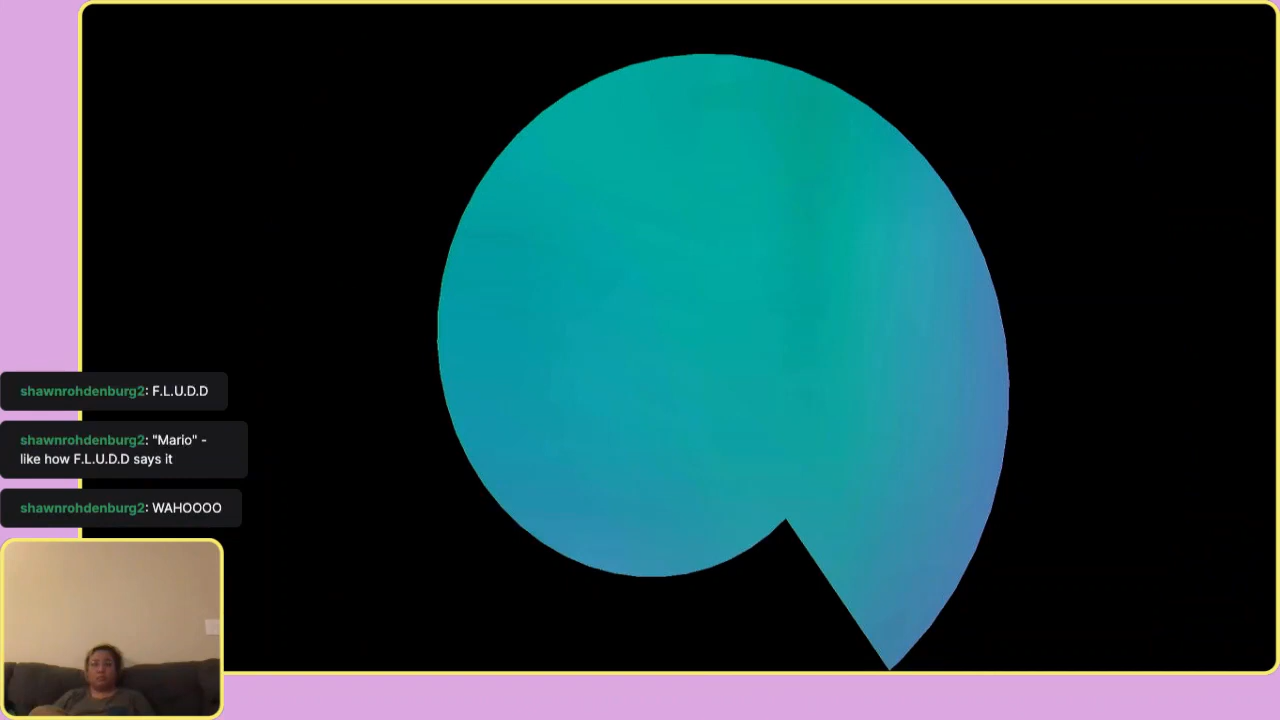 shawnrohdenburg2: F.L.U.D.D
shawnrohdenburg2: "Mario" -
like how F.L.U.D.D says it
shawnrohdenburg2: WAHOOOO